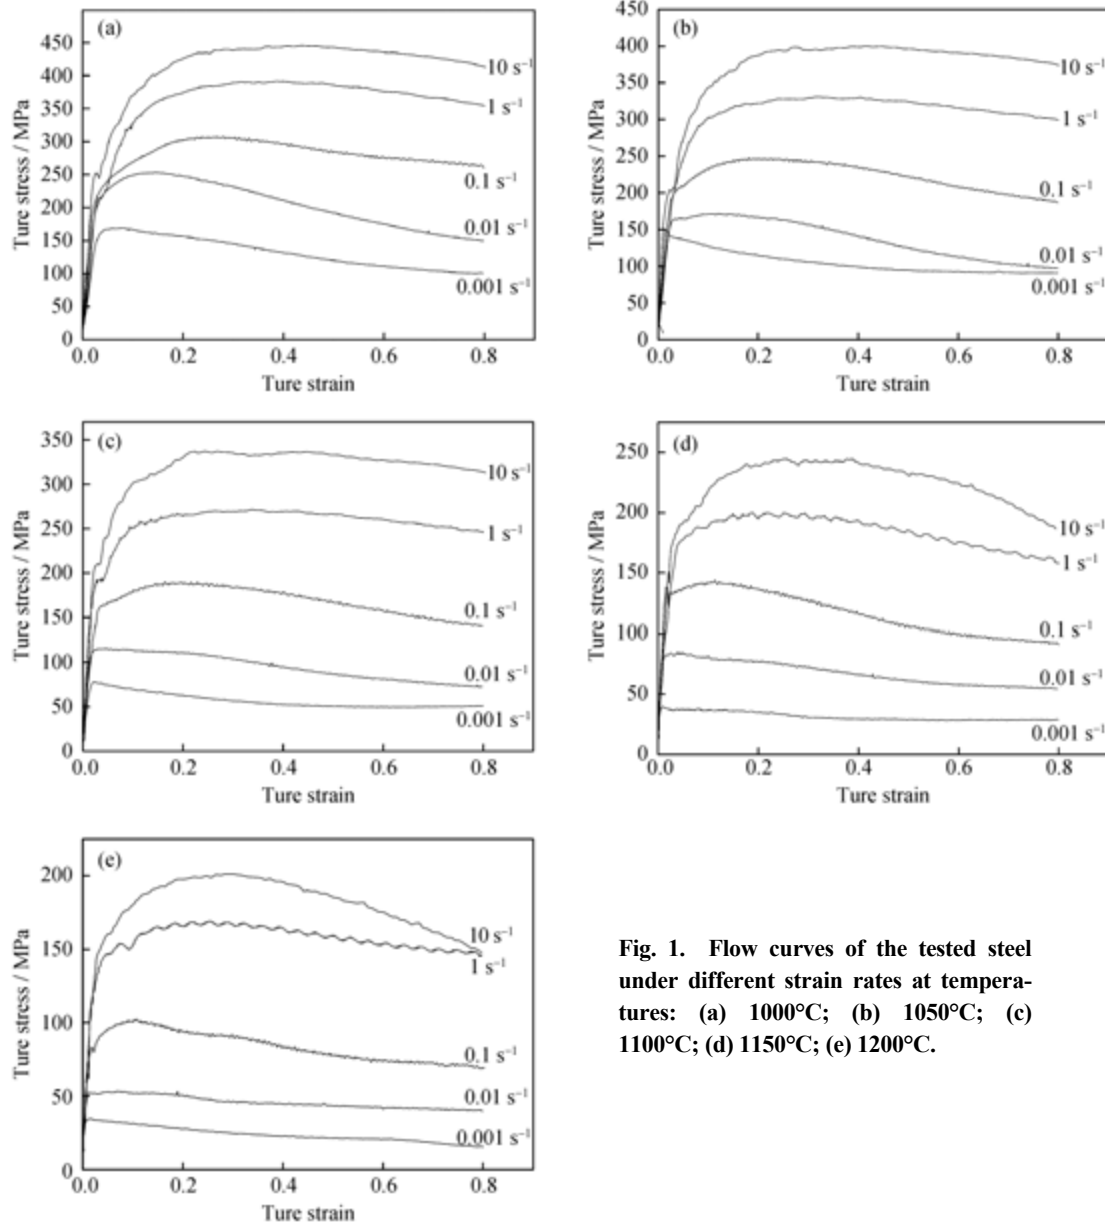 (a)
450
400
350
300
250
200
150
100
50
0
Ture stress / MPa
10 s⁻¹
1 s⁻¹
0.1 s⁻¹
0.01 s⁻¹
0.001 s⁻¹
0.0 0.2 0.4 0.6 0.8
Ture strain
(b)
450
400
350
300
250
200
150
100
50
0
Ture stress / MPa
10 s⁻¹
1 s⁻¹
0.1 s⁻¹
0.01 s⁻¹
0.001 s⁻¹
0.0 0.2 0.4 0.6 0.8
Ture strain
(c)
350
300
250
200
150
100
50
0
Ture stress / MPa
10 s⁻¹
1 s⁻¹
0.1 s⁻¹
0.01 s⁻¹
0.001 s⁻¹
0.0 0.2 0.4 0.6 0.8
Ture strain
(d)
250
200
150
100
50
0
Ture stress / MPa
10 s⁻¹
1 s⁻¹
0.1 s⁻¹
0.01 s⁻¹
0.001 s⁻¹
0.0 0.2 0.4 0.6 0.8
Ture strain
(e)
200
150
100
50
0
Ture stress / MPa
10 s⁻¹
1 s⁻¹
0.1 s⁻¹
0.01 s⁻¹
0.001 s⁻¹
0.0 0.2 0.4 0.6 0.8
Ture strain
Fig. 1. Flow curves of the tested steel
under different strain rates at tempera-
tures: (a) 1000°C; (b) 1050°C; (c)
1100°C; (d) 1150°C; (e) 1200°C.